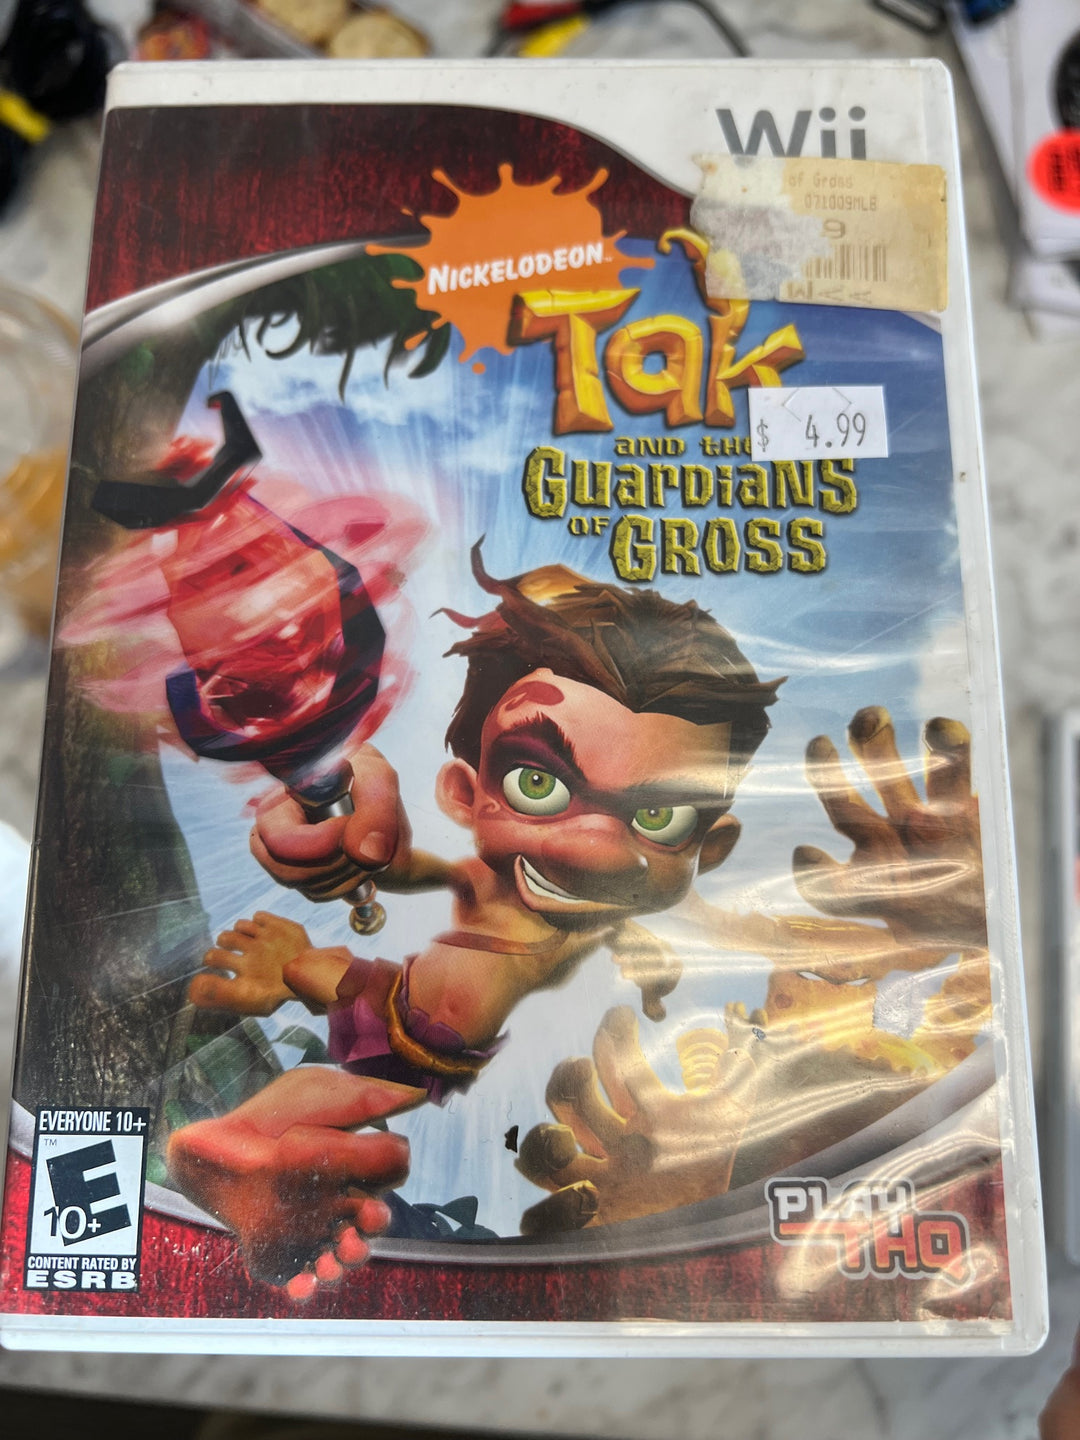 Wii
of Gross
071009MLB
9
NICKELODEON
Tak
$ 4.99
AND THE
GUARDIANS
OF GROSS
EVERYONE 10+
TM
E
10+
CONTENT RATED BY
ESRB
PLAY
THQ